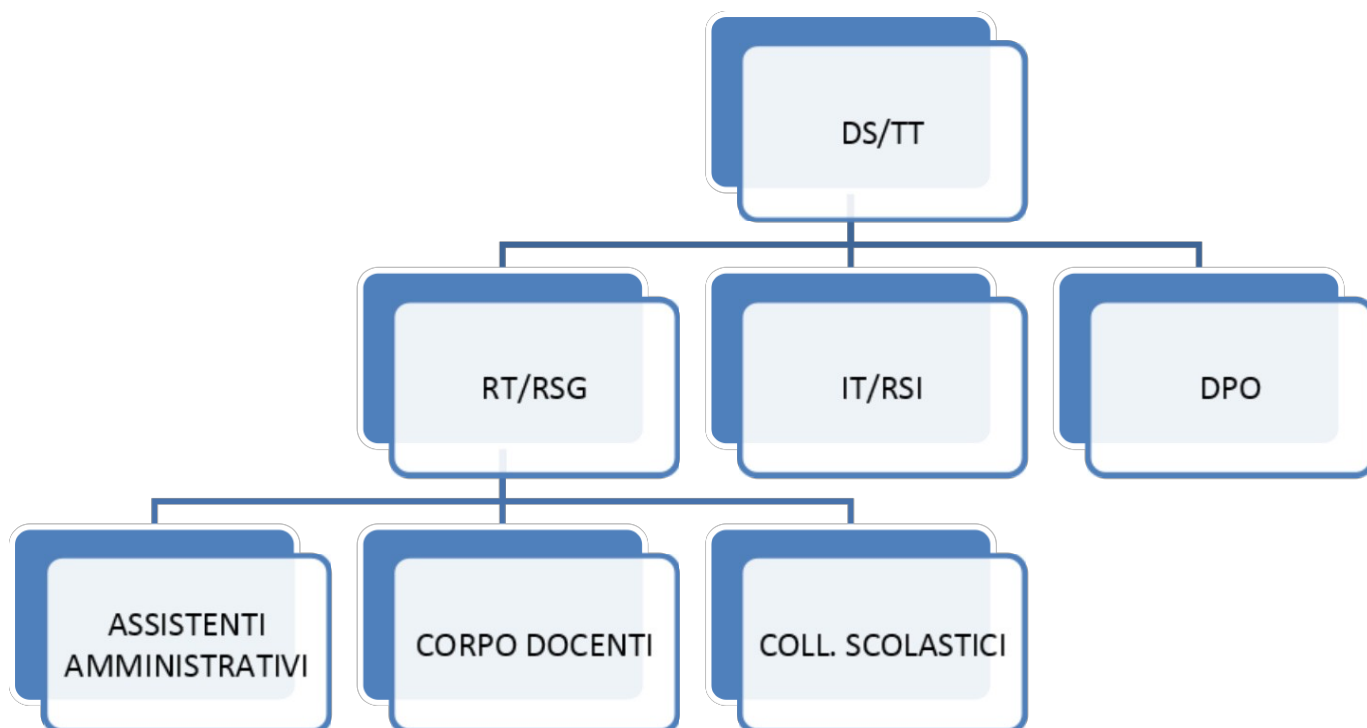 DS/TT
RT/RSG
IT/RSI
DPO
ASSISTENTI
AMMINISTRATIVI
CORPO DOCENTI
COLL. SCOLASTICI